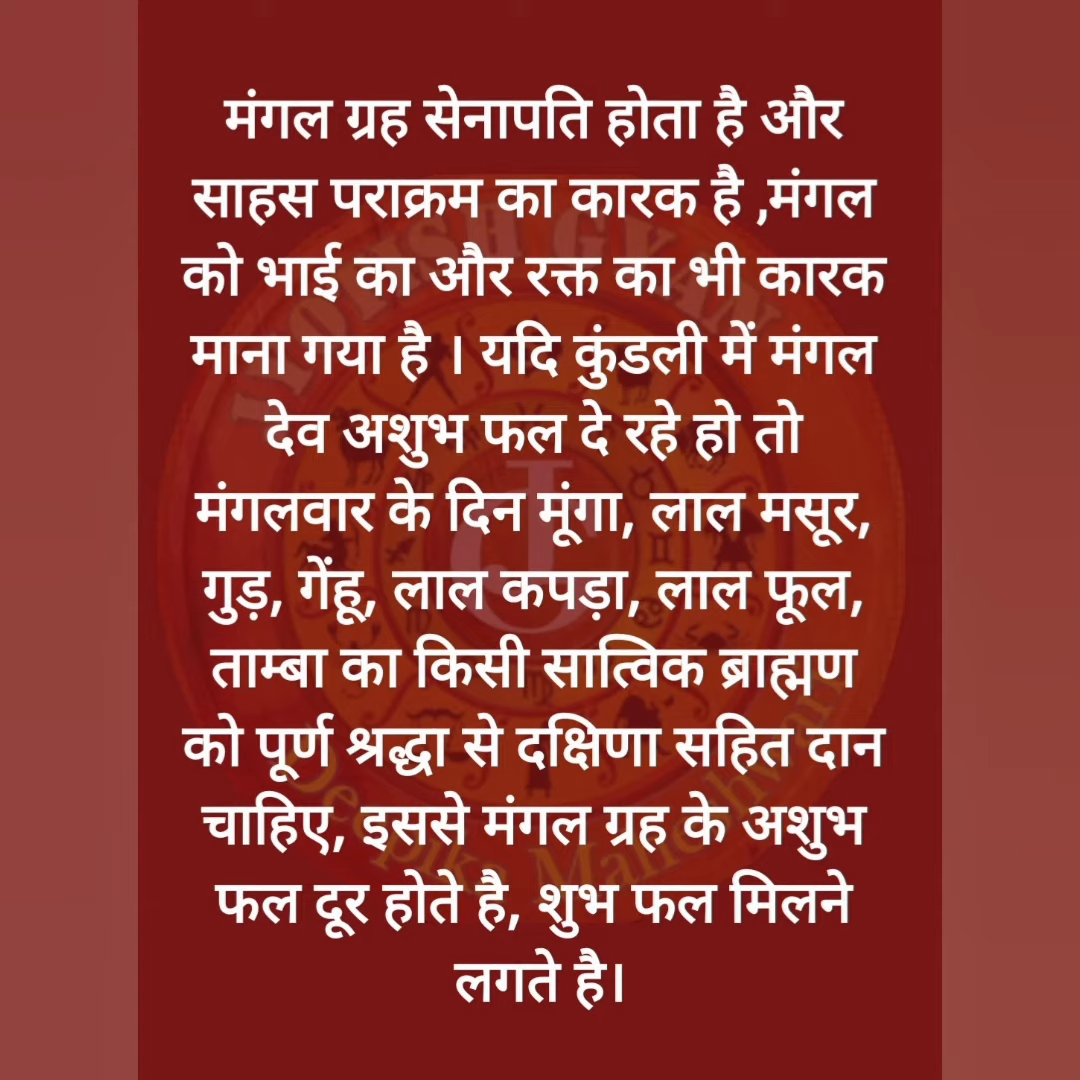 मंगल ग्रह सेनापति होता है और
साहस पराक्रम का कारक है ,मंगल
को भाई का और रक्त का भी कारक
माना गया है । यदि कुंडली में मंगल
देव अशुभ फल दे रहे हो तो
मंगलवार के दिन मूंगा, लाल मसूर,
गुड़, गेंहू, लाल कपड़ा, लाल फूल,
ताम्बा का किसी सात्विक ब्राह्मण
को पूर्ण श्रद्धा से दक्षिणा सहित दान
चाहिए, इससे मंगल ग्रह के अशुभ
फल दूर होते है, शुभ फल मिलने
लगते है।